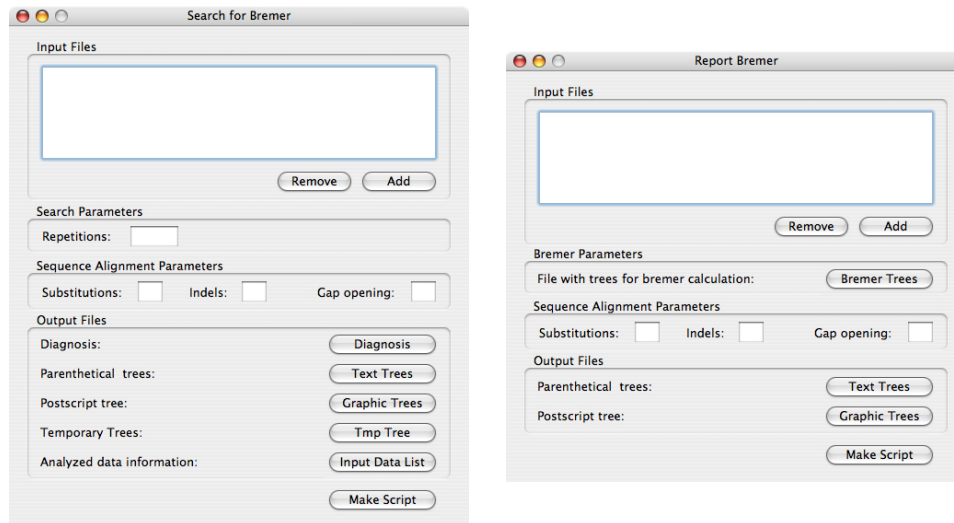 Search for Bremer
Input Files
Remove Add
Search Parameters
Repetitions:
Sequence Alignment Parameters
Substitutions: Indels: Gap opening:
Output Files
Diagnosis: Diagnosis
Parenthetical trees: Text Trees
Postscript tree: Graphic Trees
Temporary Trees: Tmp Tree
Analyzed data information: Input Data List
Make Script
Report Bremer
Input Files
Remove Add
Bremer Parameters
File with trees for bremer calculation: Bremer Trees
Sequence Alignment Parameters
Substitutions: Indels: Gap opening:
Output Files
Parenthetical trees: Text Trees
Postscript tree: Graphic Trees
Make Script